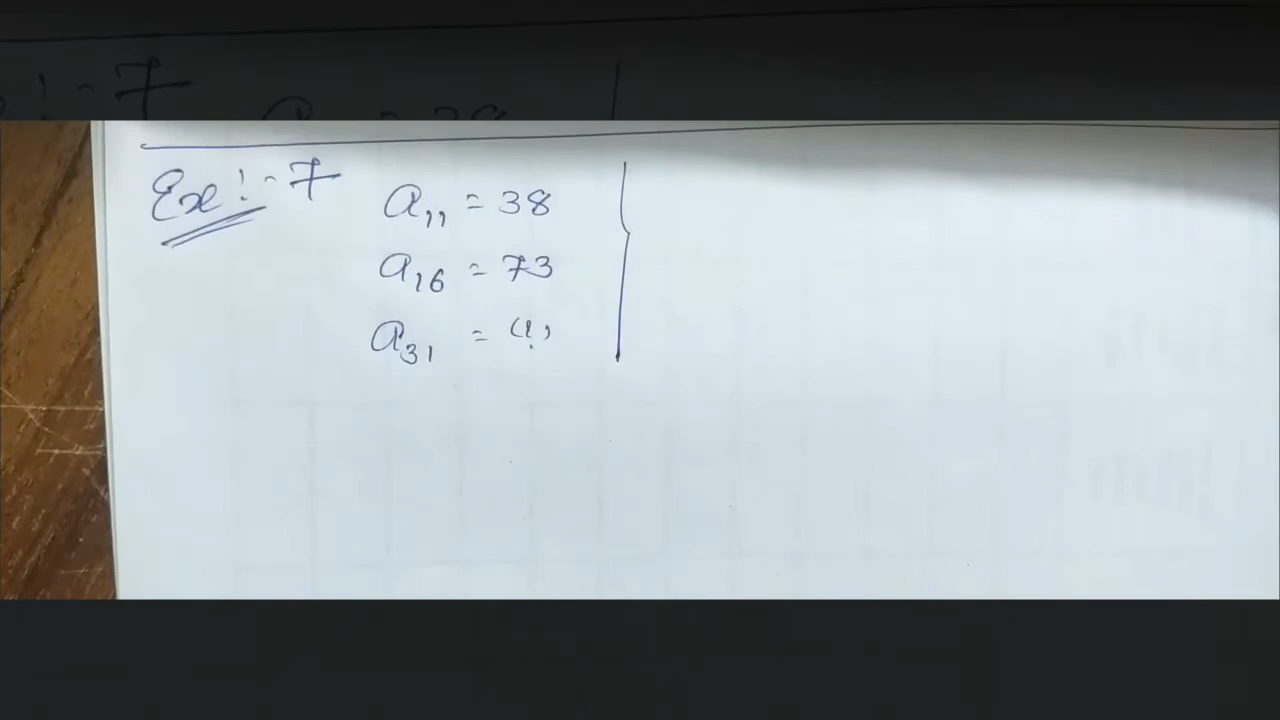 Ex:- 7
a₁₁ = 38
a₁₆ = 73
a₃₁ = (?)